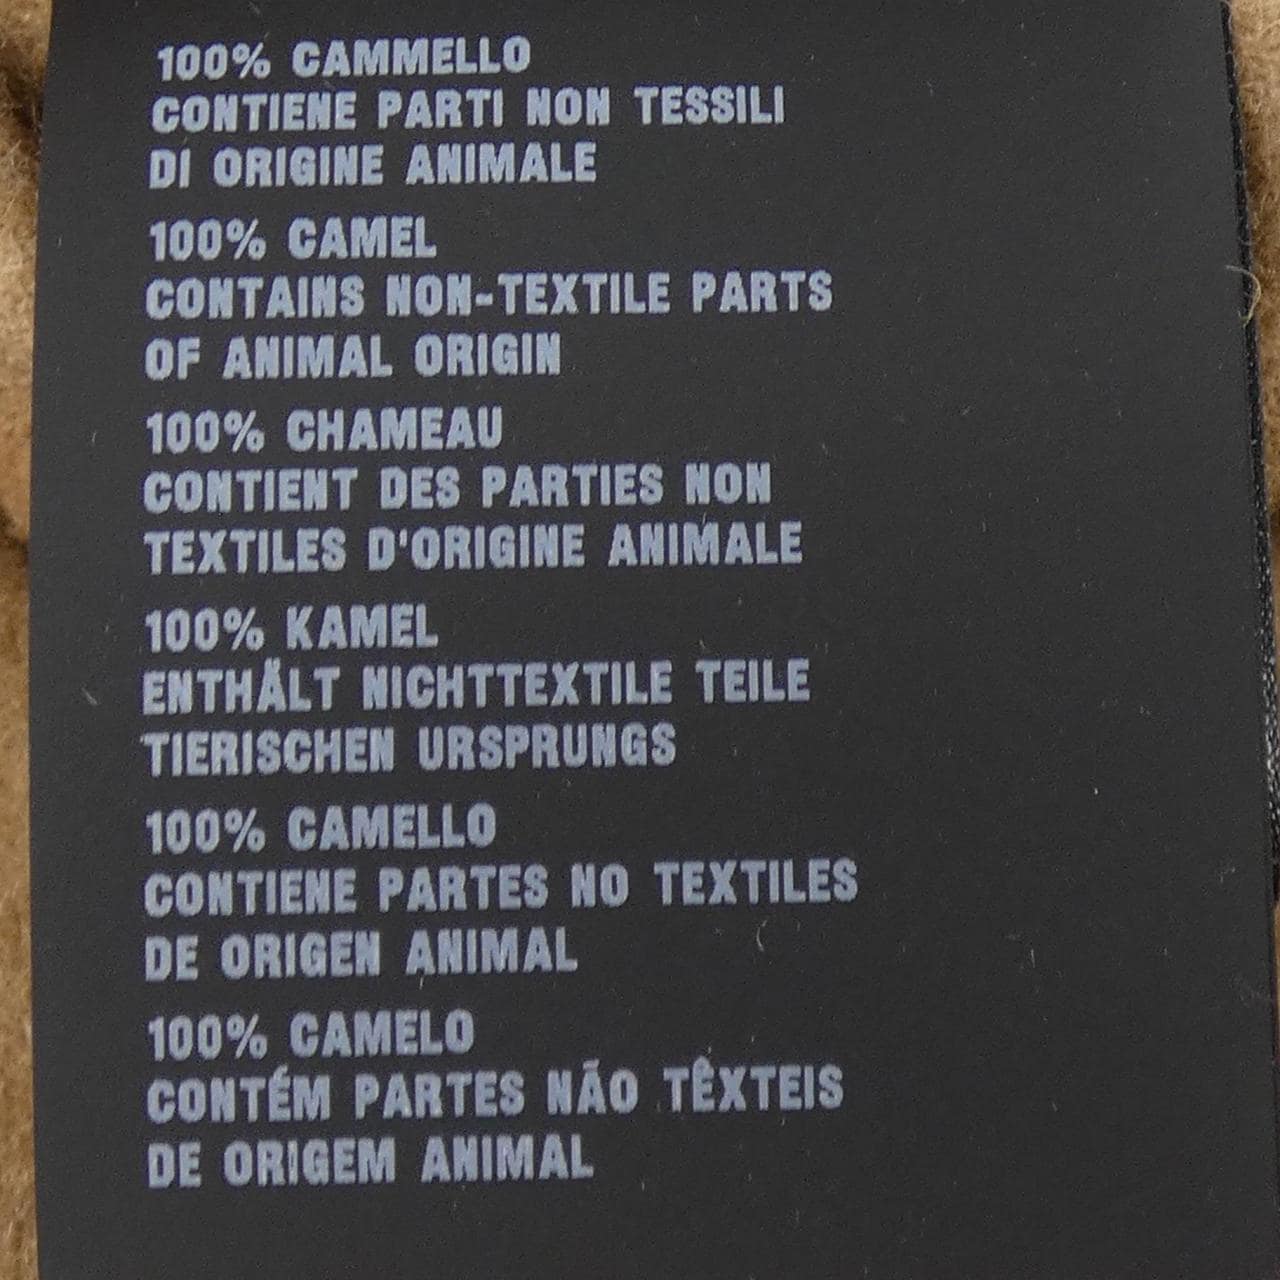 100% CAMMELLO
CONTIENE PARTI NON TESSILI
DI ORIGINE ANIMALE
100% CAMEL
CONTAINS NON-TEXTILE PARTS
OF ANIMAL ORIGIN
100% CHAMEAU
CONTIENT DES PARTIES NON
TEXTILES D'ORIGINE ANIMALE
100% KAMEL
ENTHÄLT NICHTTEXTILE TEILE
TIERISCHEN URSPRUNGS
100% CAMELLO
CONTIENE PARTES NO TEXTILES
DE ORIGEN ANIMAL
100% CAMELO
CONTÉM PARTES NÃO TÊXTEIS
DE ORIGEM ANIMAL